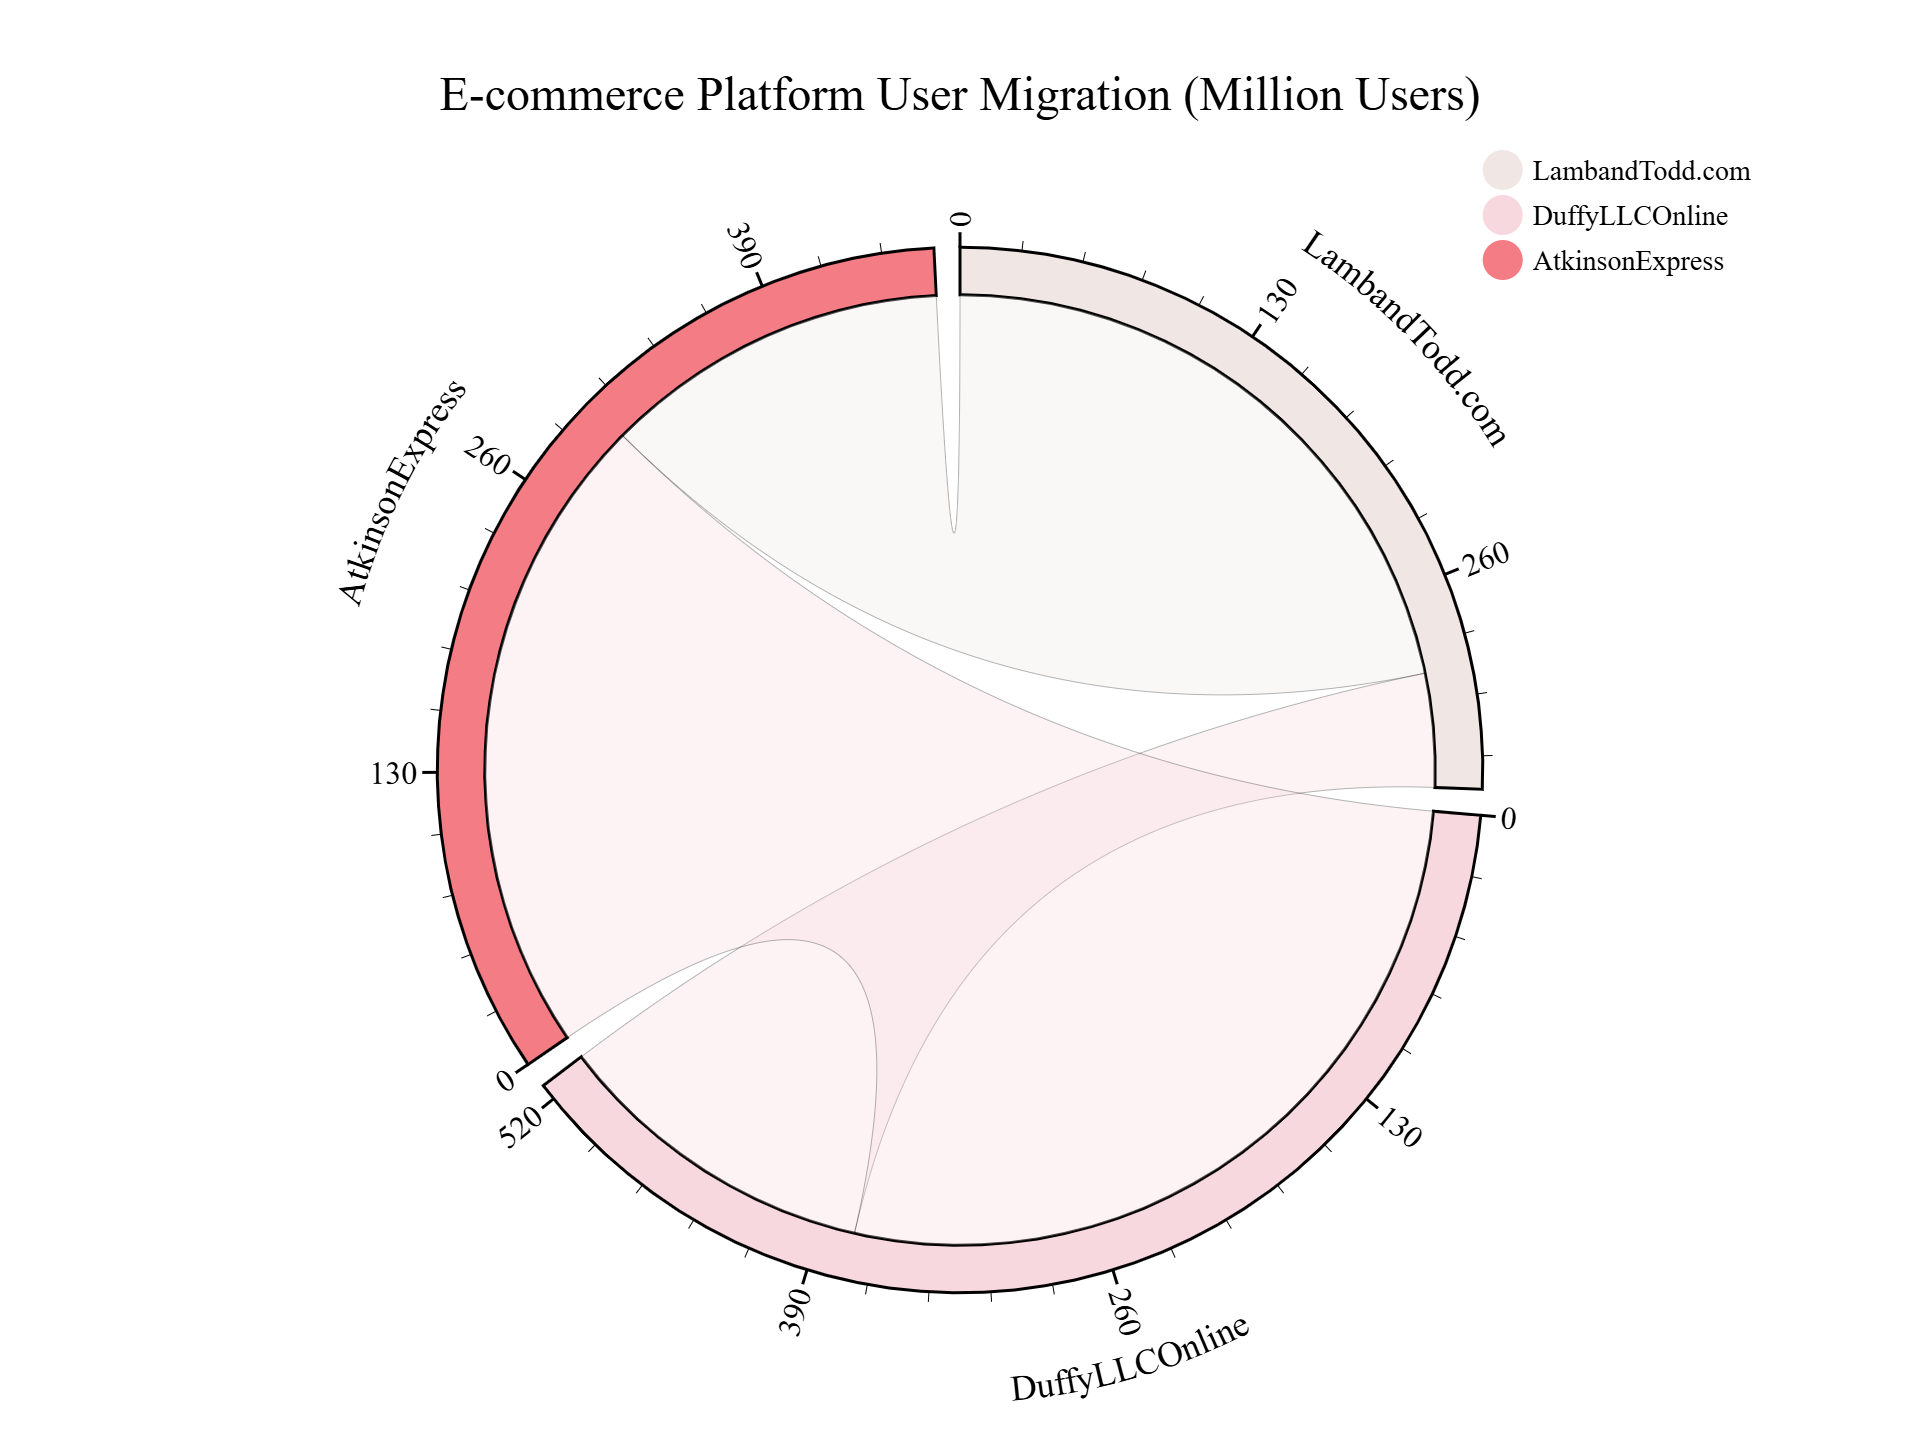 E-commerce Platform User Migration (Million Users)
LambandTodd.com
DuffyLLCOnline
AtkinsonExpress
0
130
260
LambandTodd.com
0
130
260
390
520
DuffyLLCOnline
0
130
260
390
AtkinsonExpress